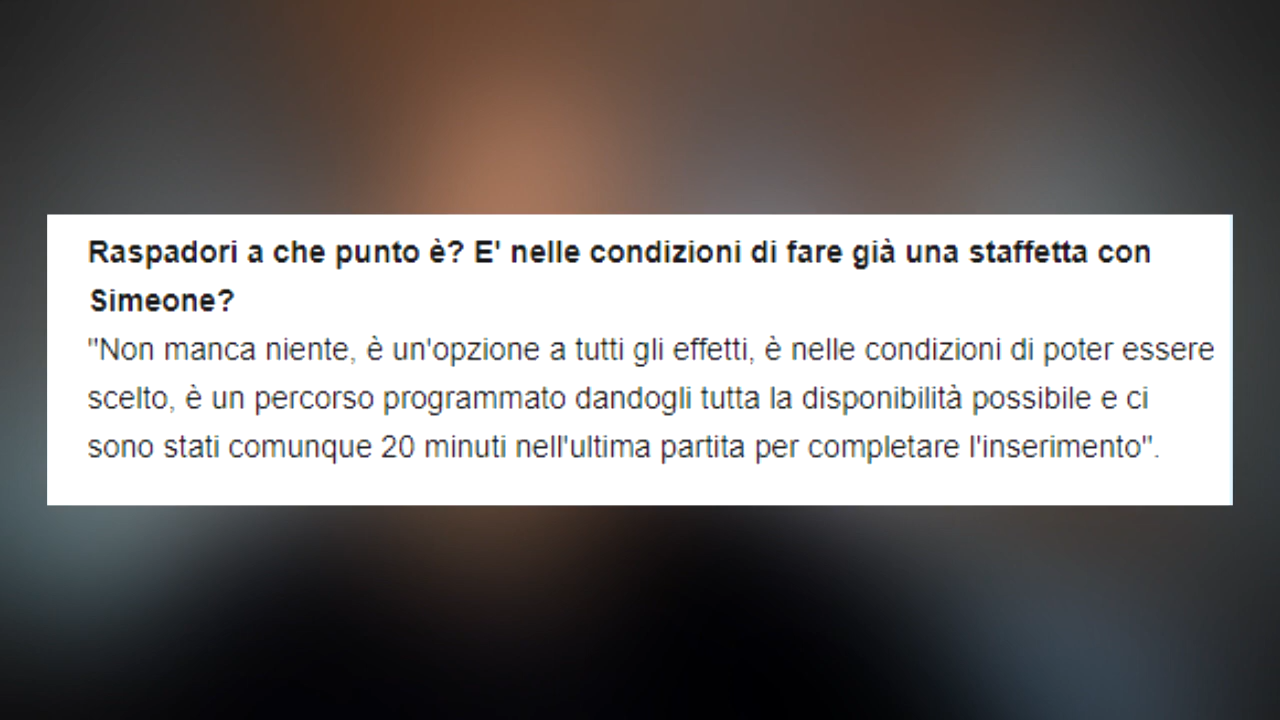 Raspadori a che punto è? E' nelle condizioni di fare già una staffetta con
Simeone?
"Non manca niente, è un'opzione a tutti gli effetti, è nelle condizioni di poter essere
scelto, è un percorso programmato dandogli tutta la disponibilità possibile e ci
sono stati comunque 20 minuti nell'ultima partita per completare l'inserimento".